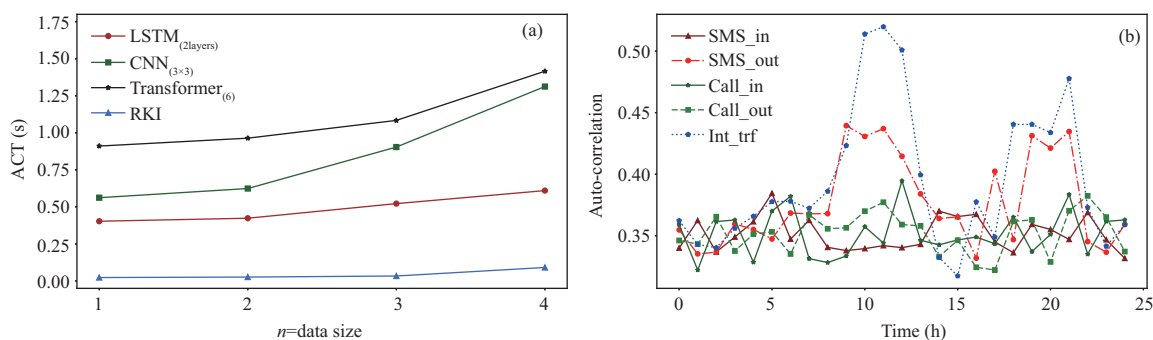 (a)
LSTM(2layers)
CNN(3×3)
Transformer(6)
RKI
1.75
1.50
1.25
1.00
0.75
0.50
0.25
0.00
ACT (s)
1 2 3 4
n=data size
(b)
SMS_in
SMS_out
Call_in
Call_out
Int_trf
0.50
0.45
0.40
0.35
Auto-correlation
0 5 10 15 20 25
Time (h)